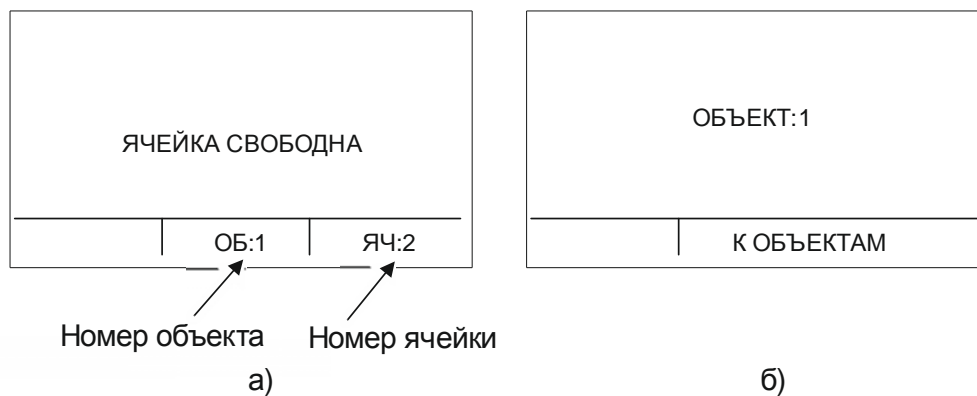 ЯЧЕЙКА СВОБОДНА
ОБ:1 ЯЧ:2
Номер объекта Номер ячейки
а)
ОБЪЕКТ:1
К ОБЪЕКТАМ
б)